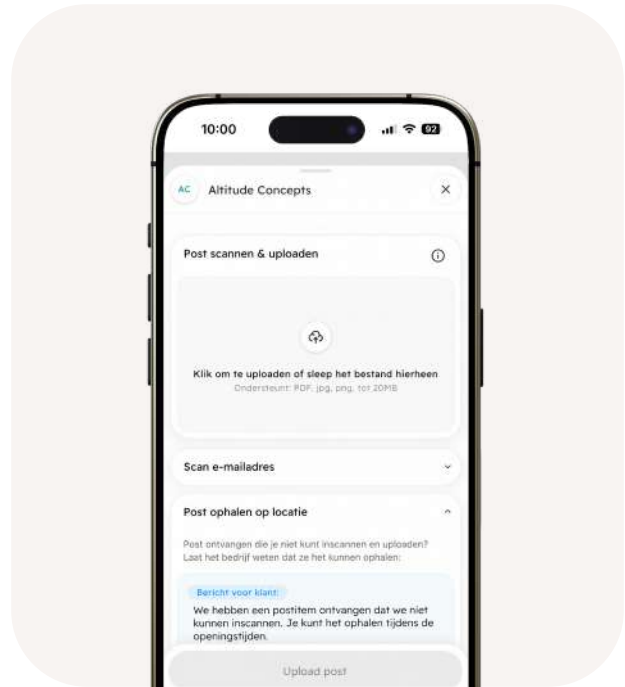 10:00
92
AC Altitude Concepts
Post scannen & uploaden
Klik om te uploaden of sleep het bestand hierheen
Ondersteunt: PDF, jpg, png, tot 20MB
Scan e-mailadres
Post ophalen op locatie
Post ontvangen die je niet kunt inscannen en uploaden?
Laat het bedrijf weten dat ze het kunnen ophalen:
Bericht voor klant:
We hebben een postitem ontvangen dat we niet
kunnen inscannen. Je kunt het ophalen tijdens de
openingstijden.
Upload post